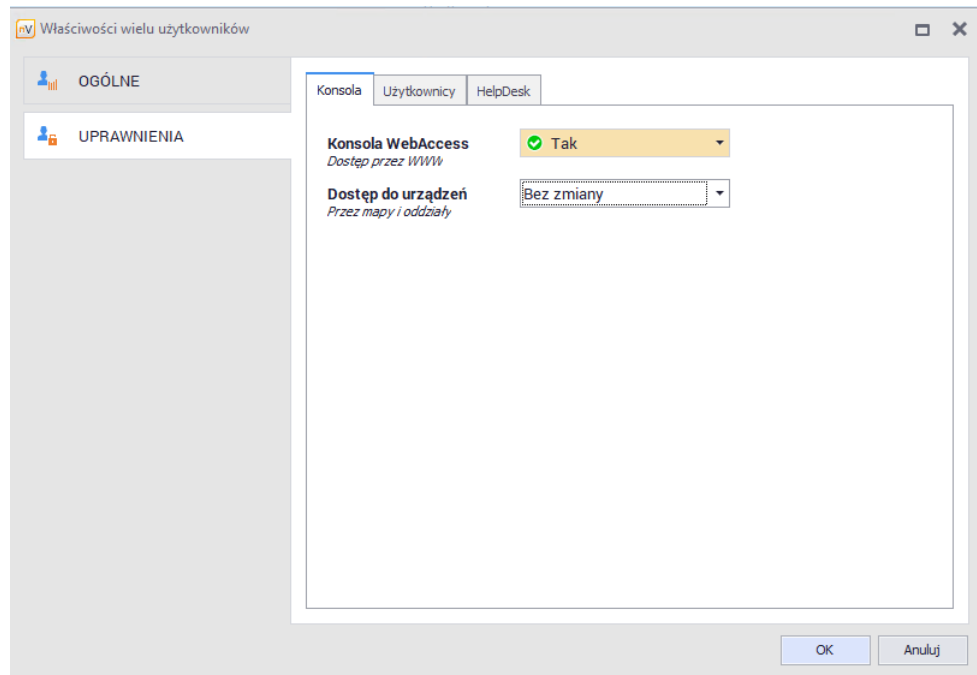 nV Właściwości wielu użytkowników
OGÓLNE
UPRAWNIENIA
Konsola Użytkownicy HelpDesk
Konsola WebAccess Tak
Dostęp przez WWW
Dostęp do urządzeń Bez zmiany
Przez mapy i oddziały
OK Anuluj